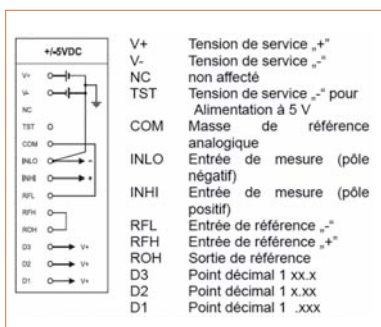 +/-5VDC
V+
V-
NC
TST
COM
INLO -
INHI +
RFL
RFH
ROH
D3 V+
D2 V+
D1 V+
V+ Tension de service „+"
V- Tension de service „-"
NC non affecté
TST Tension de service „-" pour
Alimentation à 5 V
COM Masse de référence
analogique
INLO Entrée de mesure (pôle
négatif)
INHI Entrée de mesure (pôle
positif)
RFL Entrée de référence „-"
RFH Entrée de référence „+"
ROH Sortie de référence
D3 Point décimal 1 xx.x
D2 Point décimal 1 x.xx
D1 Point décimal 1 .xxx